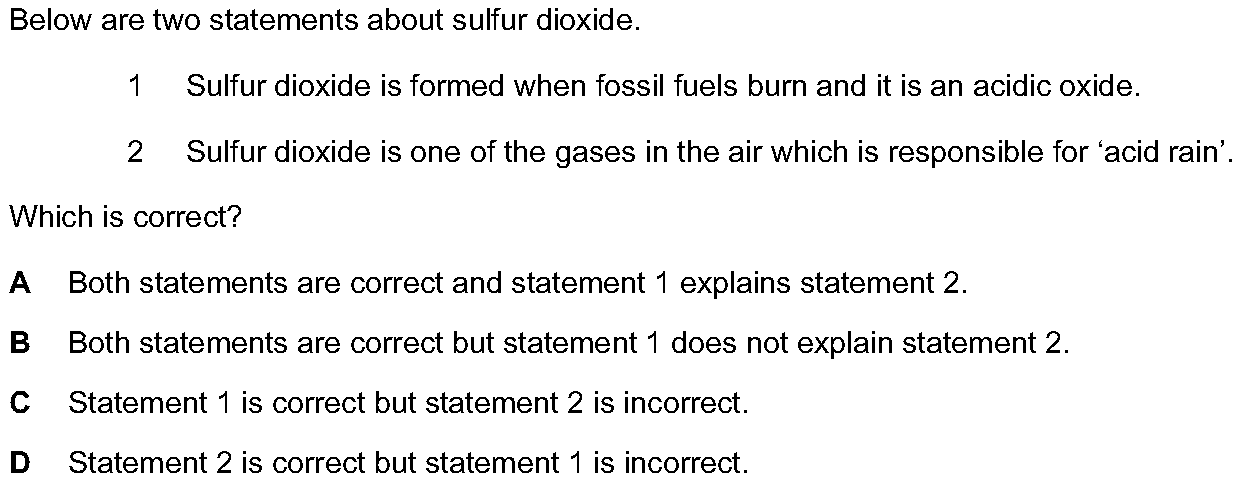 Below are two statements about sulfur dioxide.
1 Sulfur dioxide is formed when fossil fuels burn and it is an acidic oxide.
2 Sulfur dioxide is one of the gases in the air which is responsible for ‘acid rain’.
Which is correct?
A Both statements are correct and statement 1 explains statement 2.
B Both statements are correct but statement 1 does not explain statement 2.
C Statement 1 is correct but statement 2 is incorrect.
D Statement 2 is correct but statement 1 is incorrect.